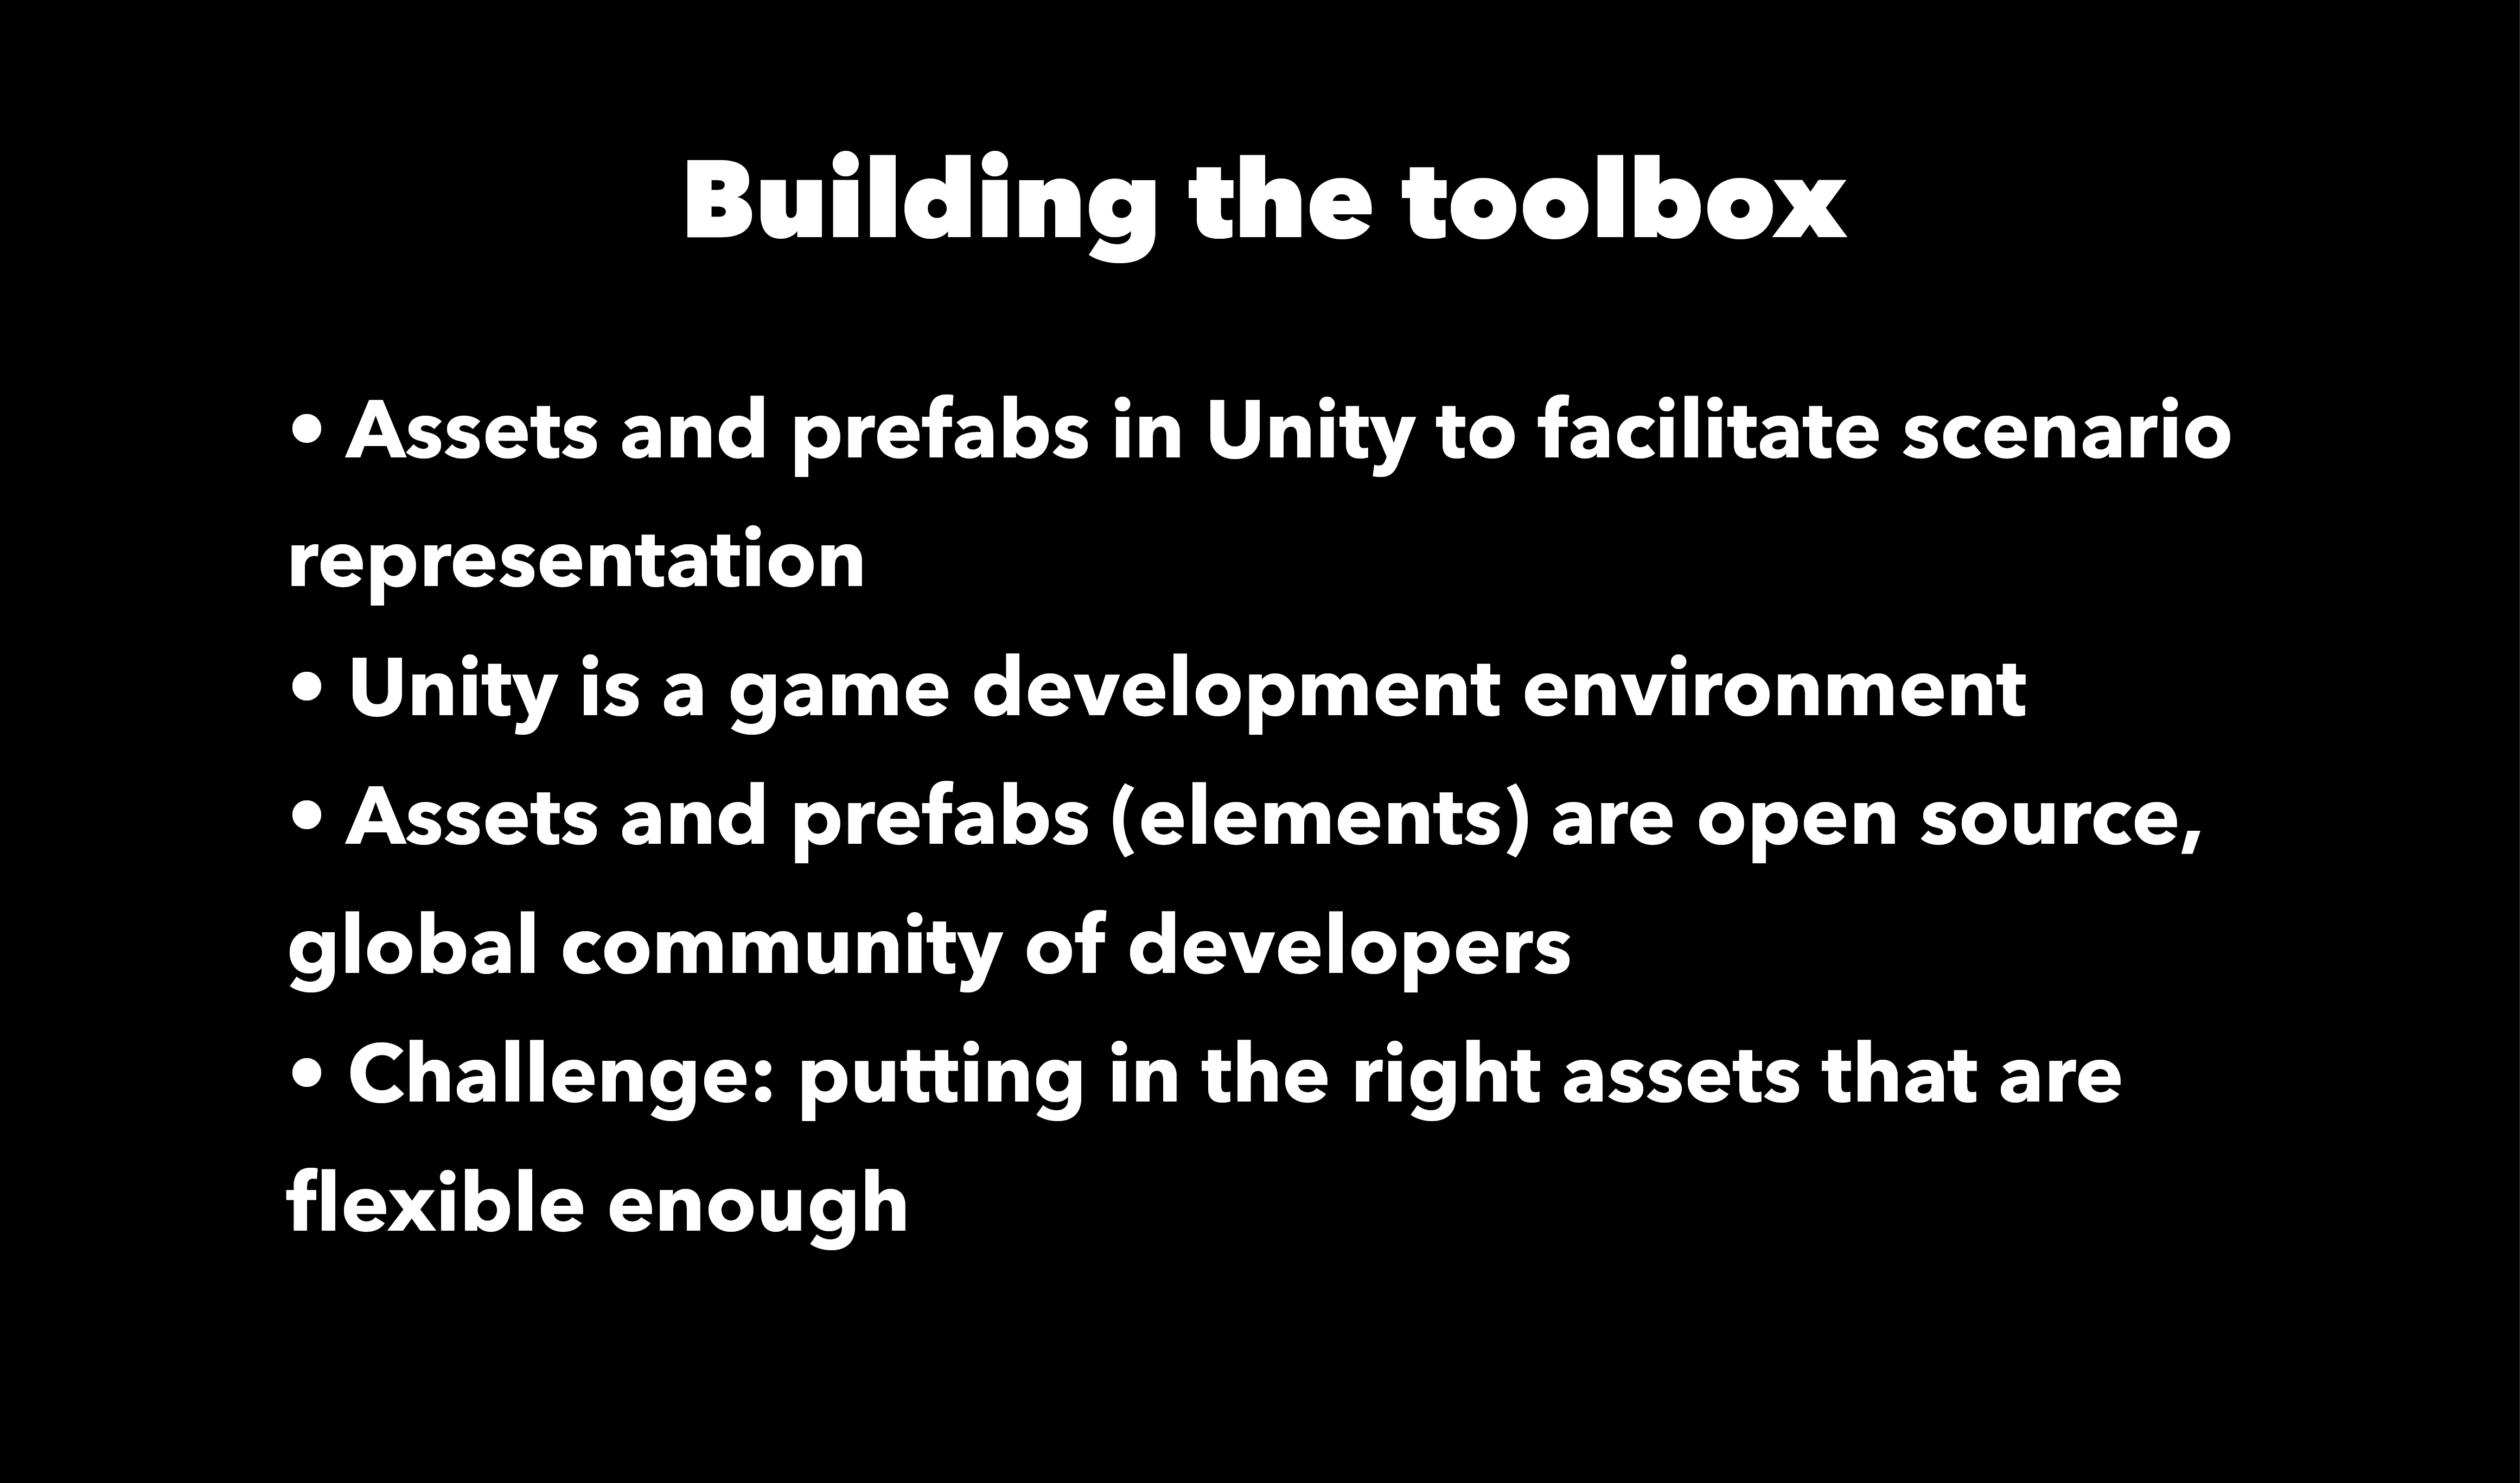 Building the toolbox
• Assets and prefabs in Unity to facilitate scenario
representation
• Unity is a game development environment
• Assets and prefabs (elements) are open source,
global community of developers
• Challenge: putting in the right assets that are
flexible enough